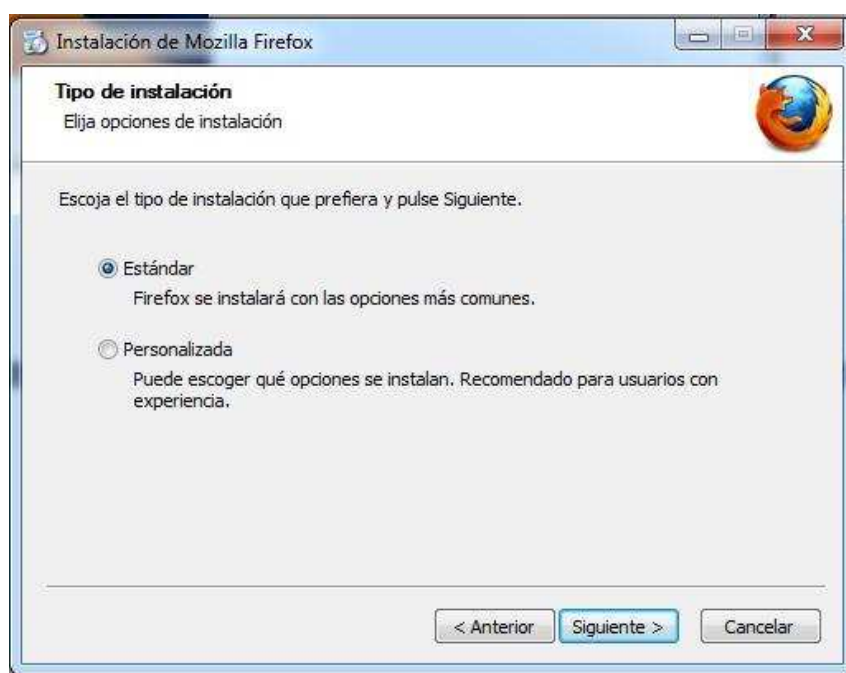 Instalación de Mozilla Firefox
Tipo de instalación
Elija opciones de instalación
Escoja el tipo de instalación que prefiera y pulse Siguiente.
Estándar
Firefox se instalará con las opciones más comunes.
Personalizada
Puede escoger qué opciones se instalan. Recomendado para usuarios con
experiencia.
< Anterior Siguiente > Cancelar